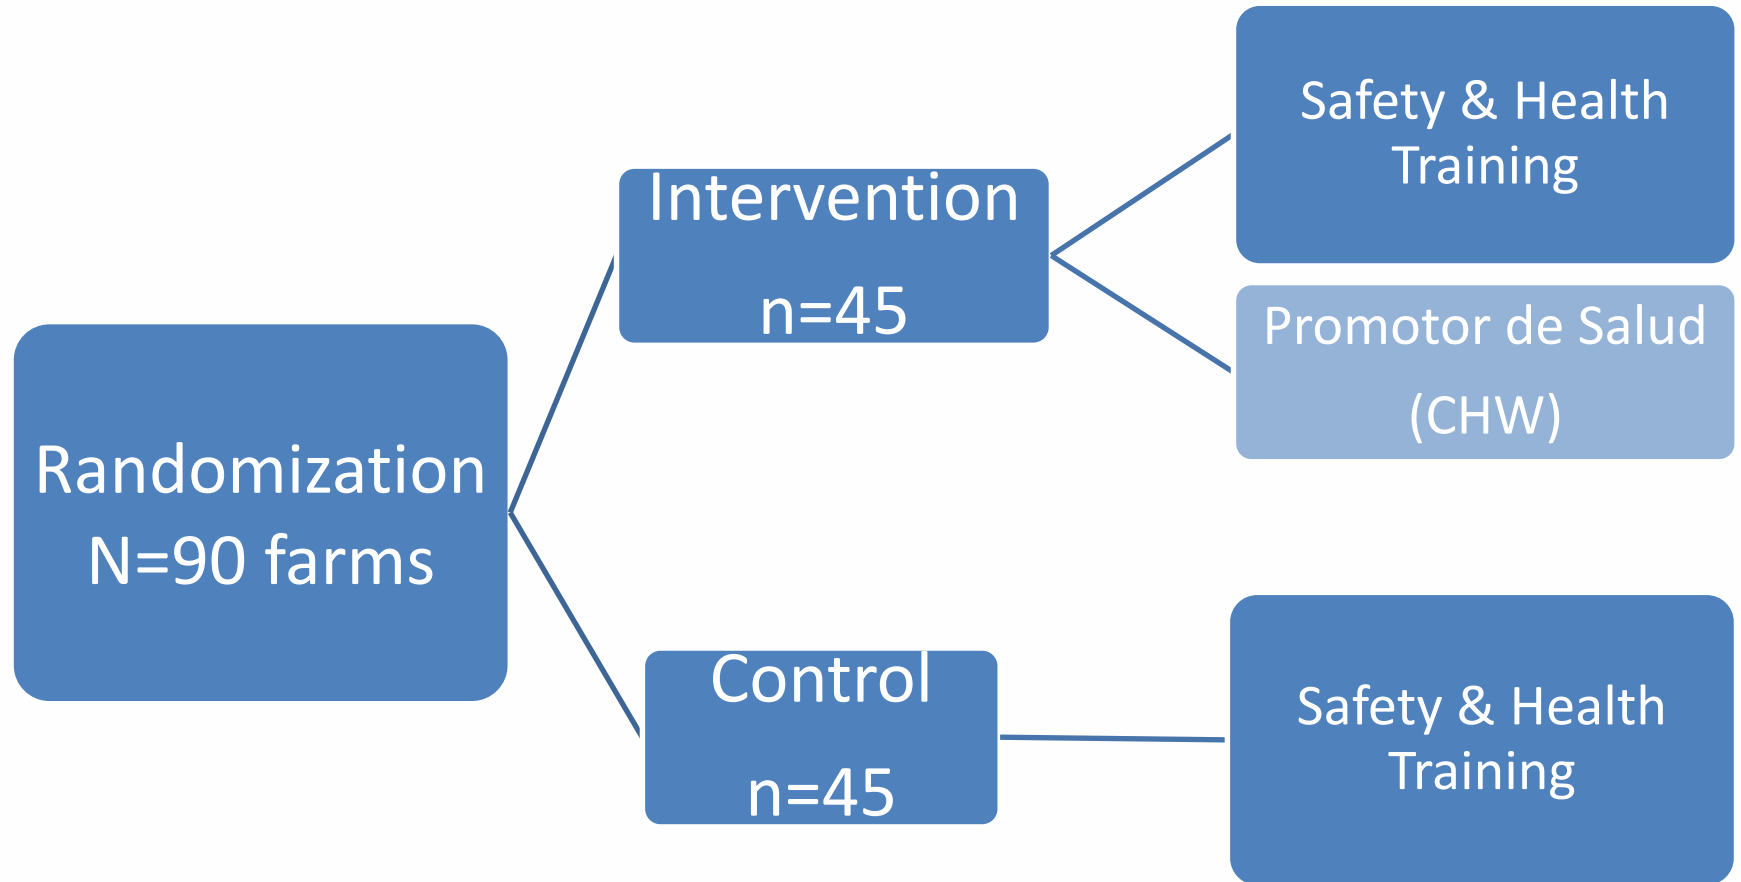 Randomization
N=90 farms
Intervention
n=45
Safety & Health
Training
Promotor de Salud
(CHW)
Control
n=45
Safety & Health
Training